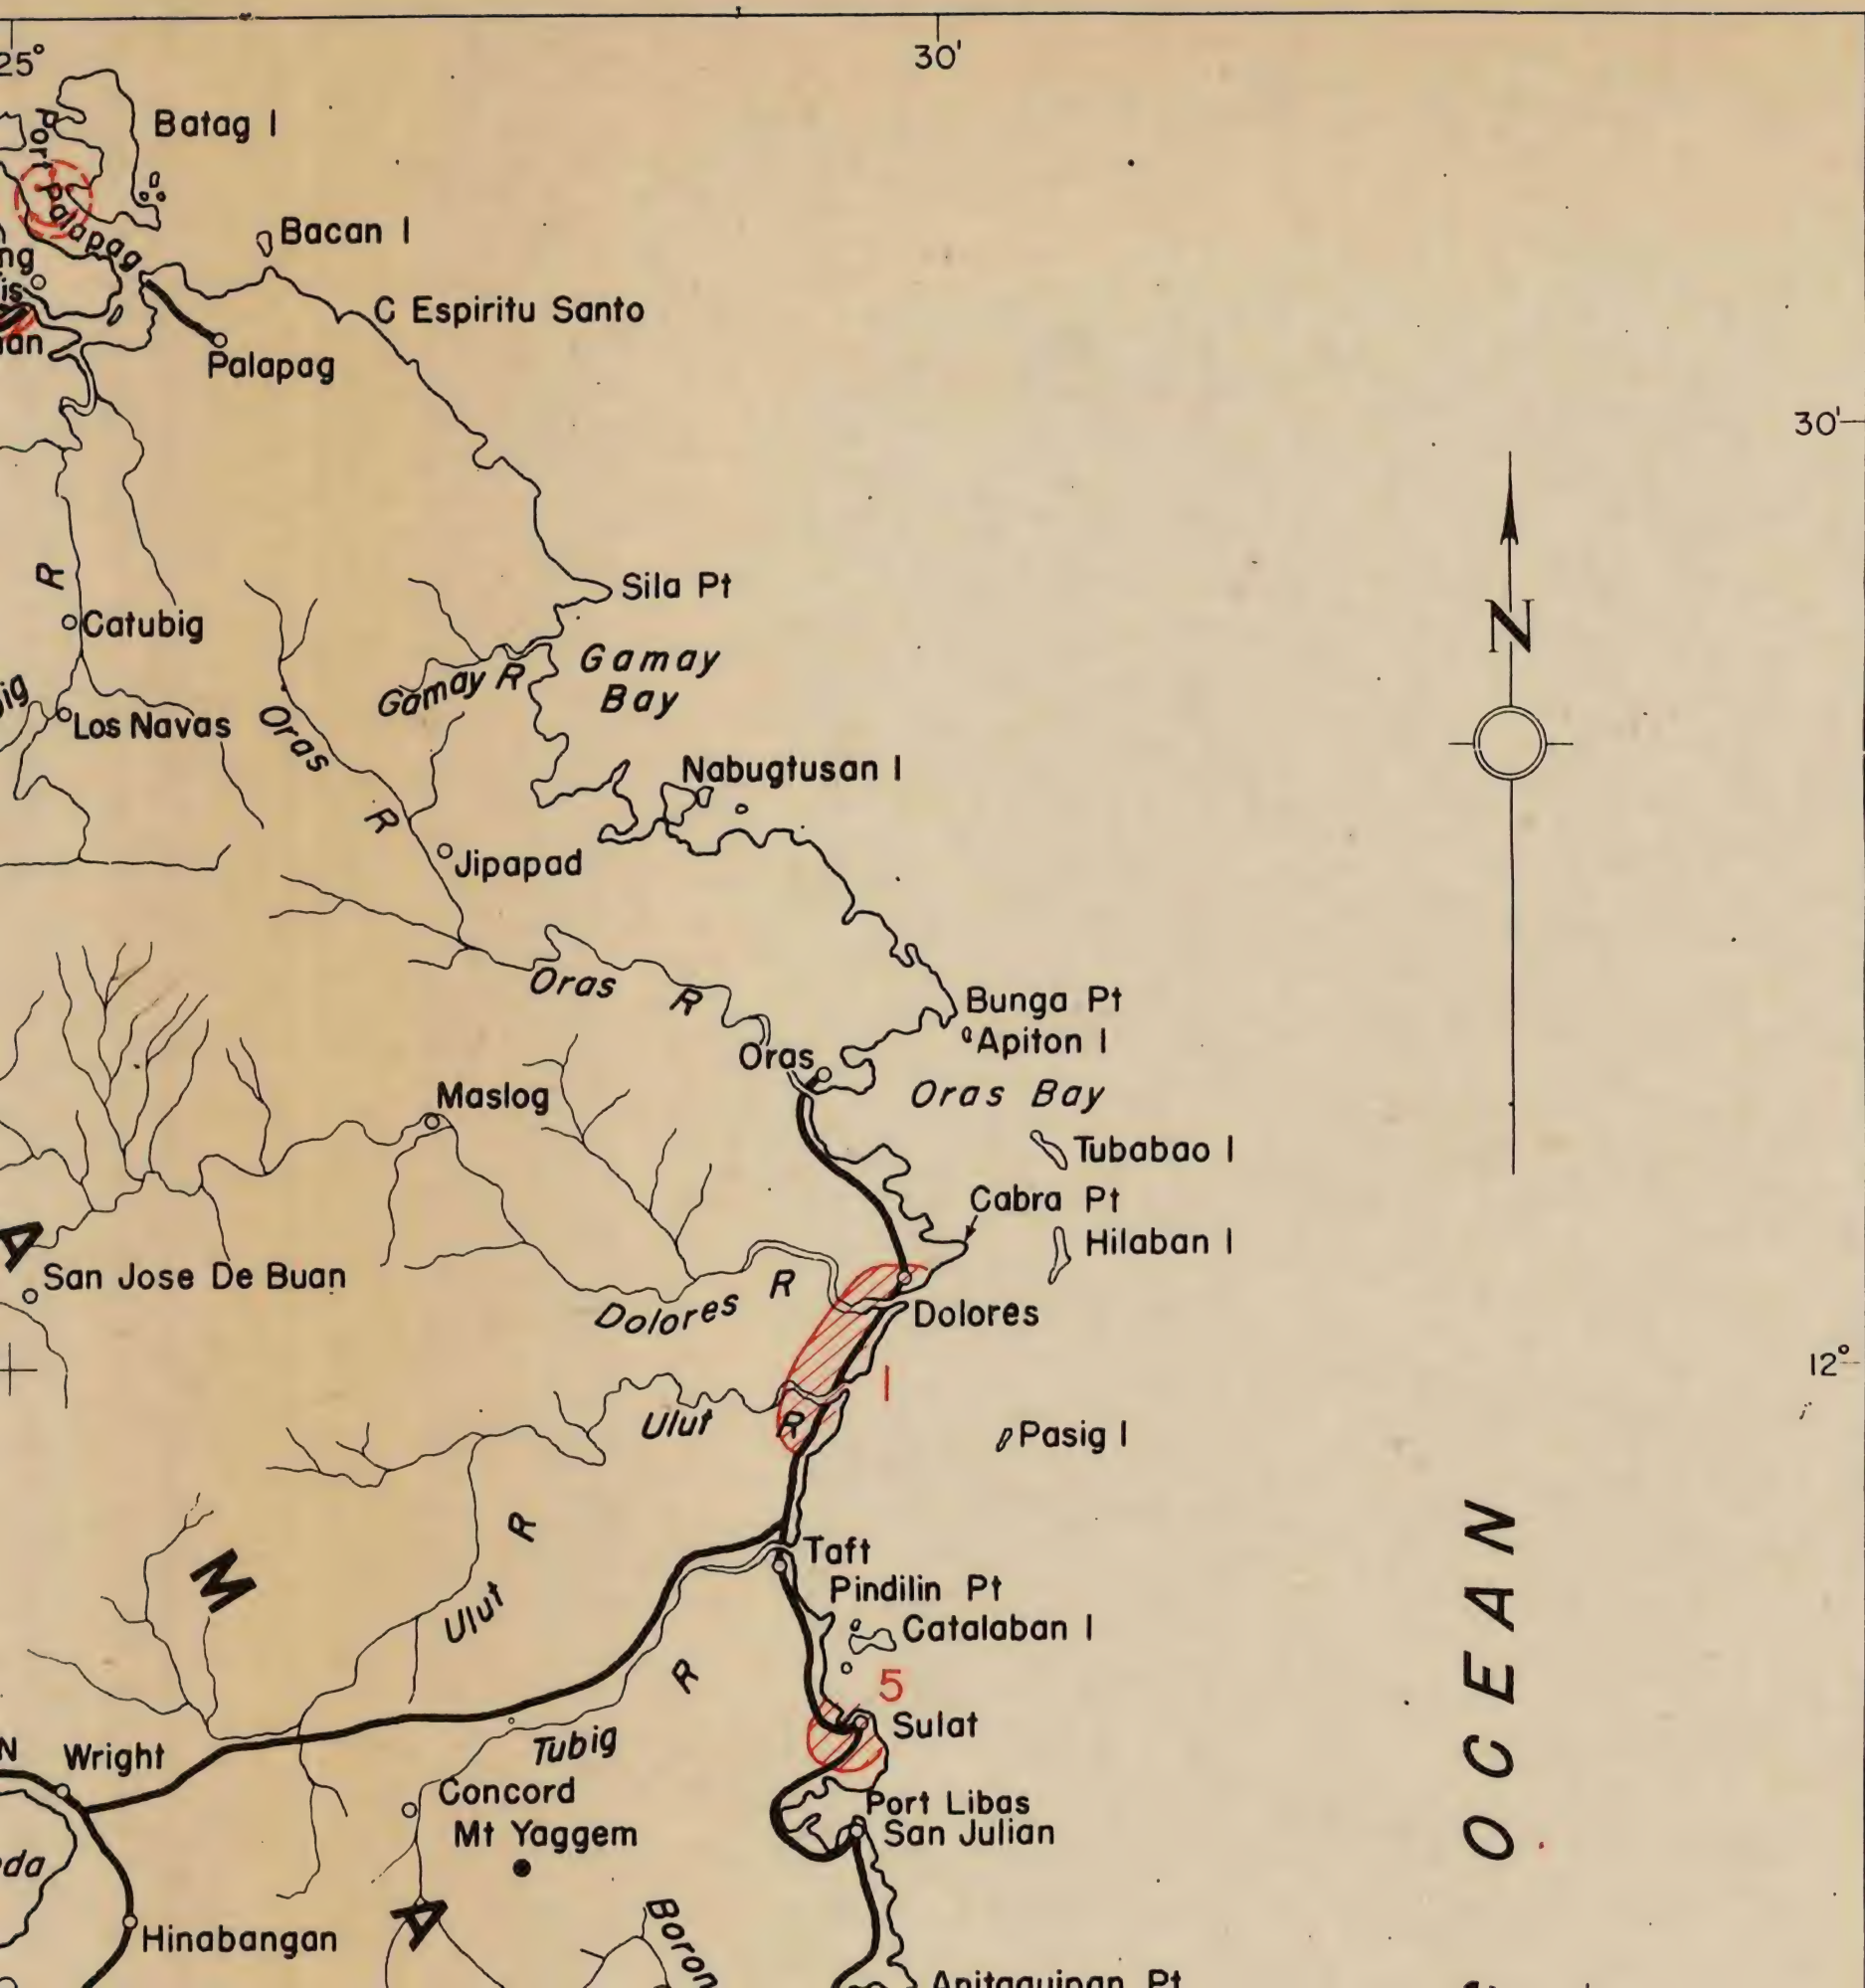 25°
30'
Batag I
Port Palapag
Bacan I
C Espiritu Santo
Palapag
30'
Sila Pt
R
Catubig
Gamay
Bay
Gamay R
N
Los Navas
Oras
R
Nabugtusan I
Jipapad
Oras R
Bunga Pt
Apiton I
Oras
Oras Bay
Maslog
Tubabao I
Cabra Pt
Hilaban I
A
San Jose De Buan
Dolores R
Dolores
12°
1
Ulut R
Pasig I
M
Ulut R
Taft
Pindilin Pt
Catalaban I
5
Sulat
R
Tubig
Wright
Concord
Port Libas
San Julian
Mt Yaggem
A
Hinabangan
OCEAN